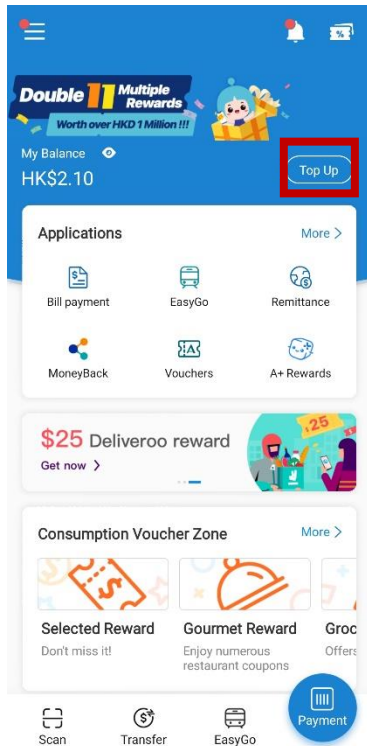 Double 11 Multiple
Rewards
Worth over HKD 1 Million !!!
My Balance
HK$2.10
Top Up
Applications
More >
Bill payment
EasyGo
Remittance
MoneyBack
Vouchers
A+ Rewards
$25 Deliveroo reward
Get now >
$25
Consumption Voucher Zone
More >
Selected Reward
Don't miss it!
Gourmet Reward
Enjoy numerous
restaurant coupons
Groc
Offers
Scan
Transfer
EasyGo
Payment